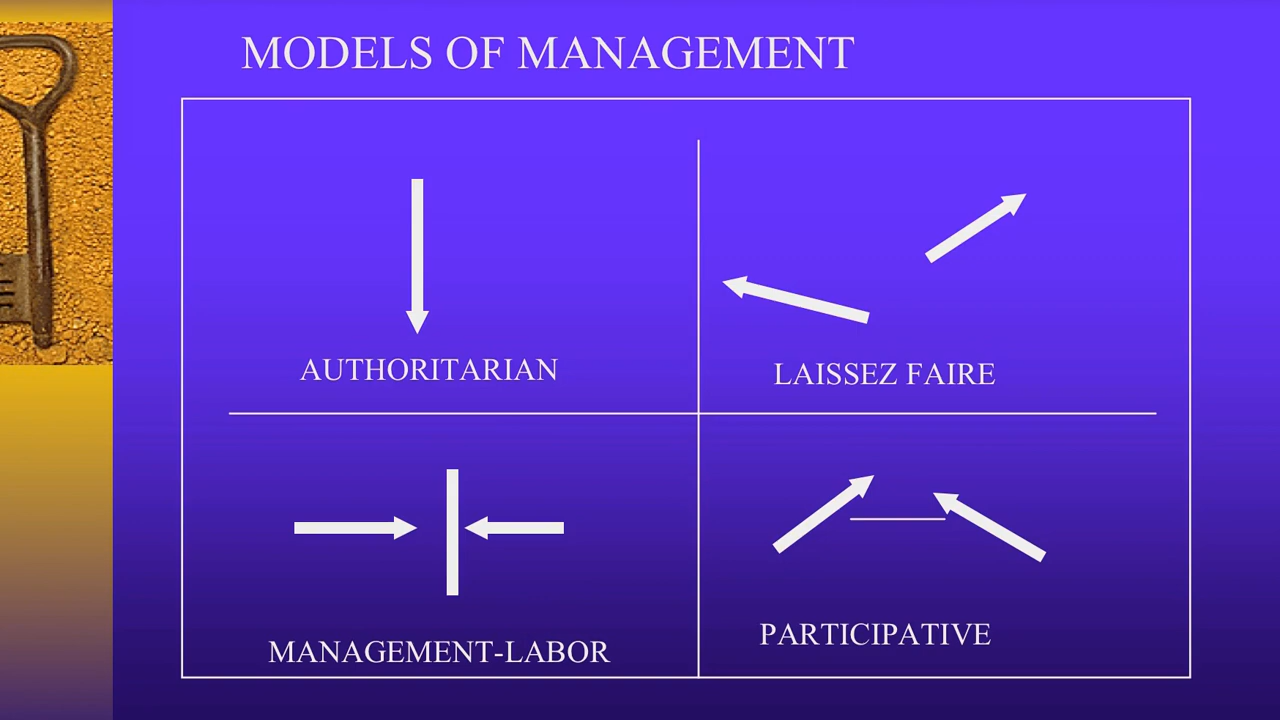 MODELS OF MANAGEMENT
AUTHORITARIAN
LAISSEZ FAIRE
MANAGEMENT-LABOR
PARTICIPATIVE